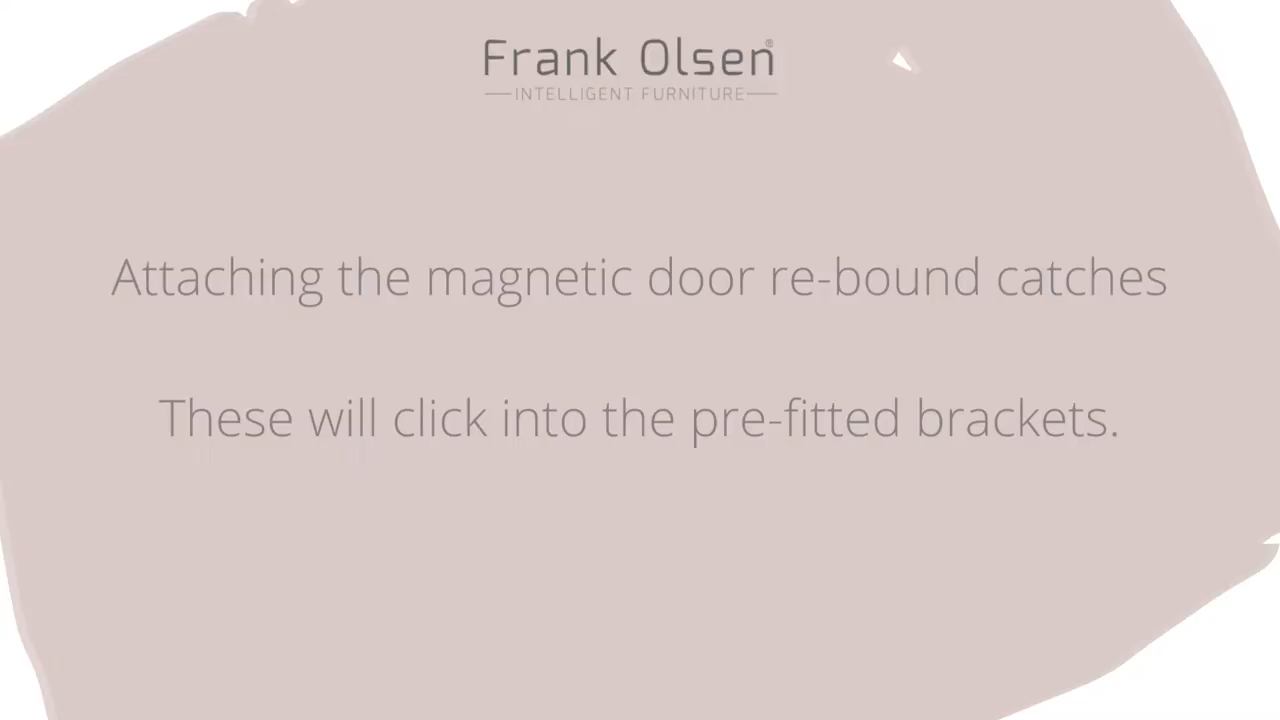 Frank Olsen®
INTELLIGENT FURNITURE
Attaching the magnetic door re-bound catches
These will click into the pre-fitted brackets.